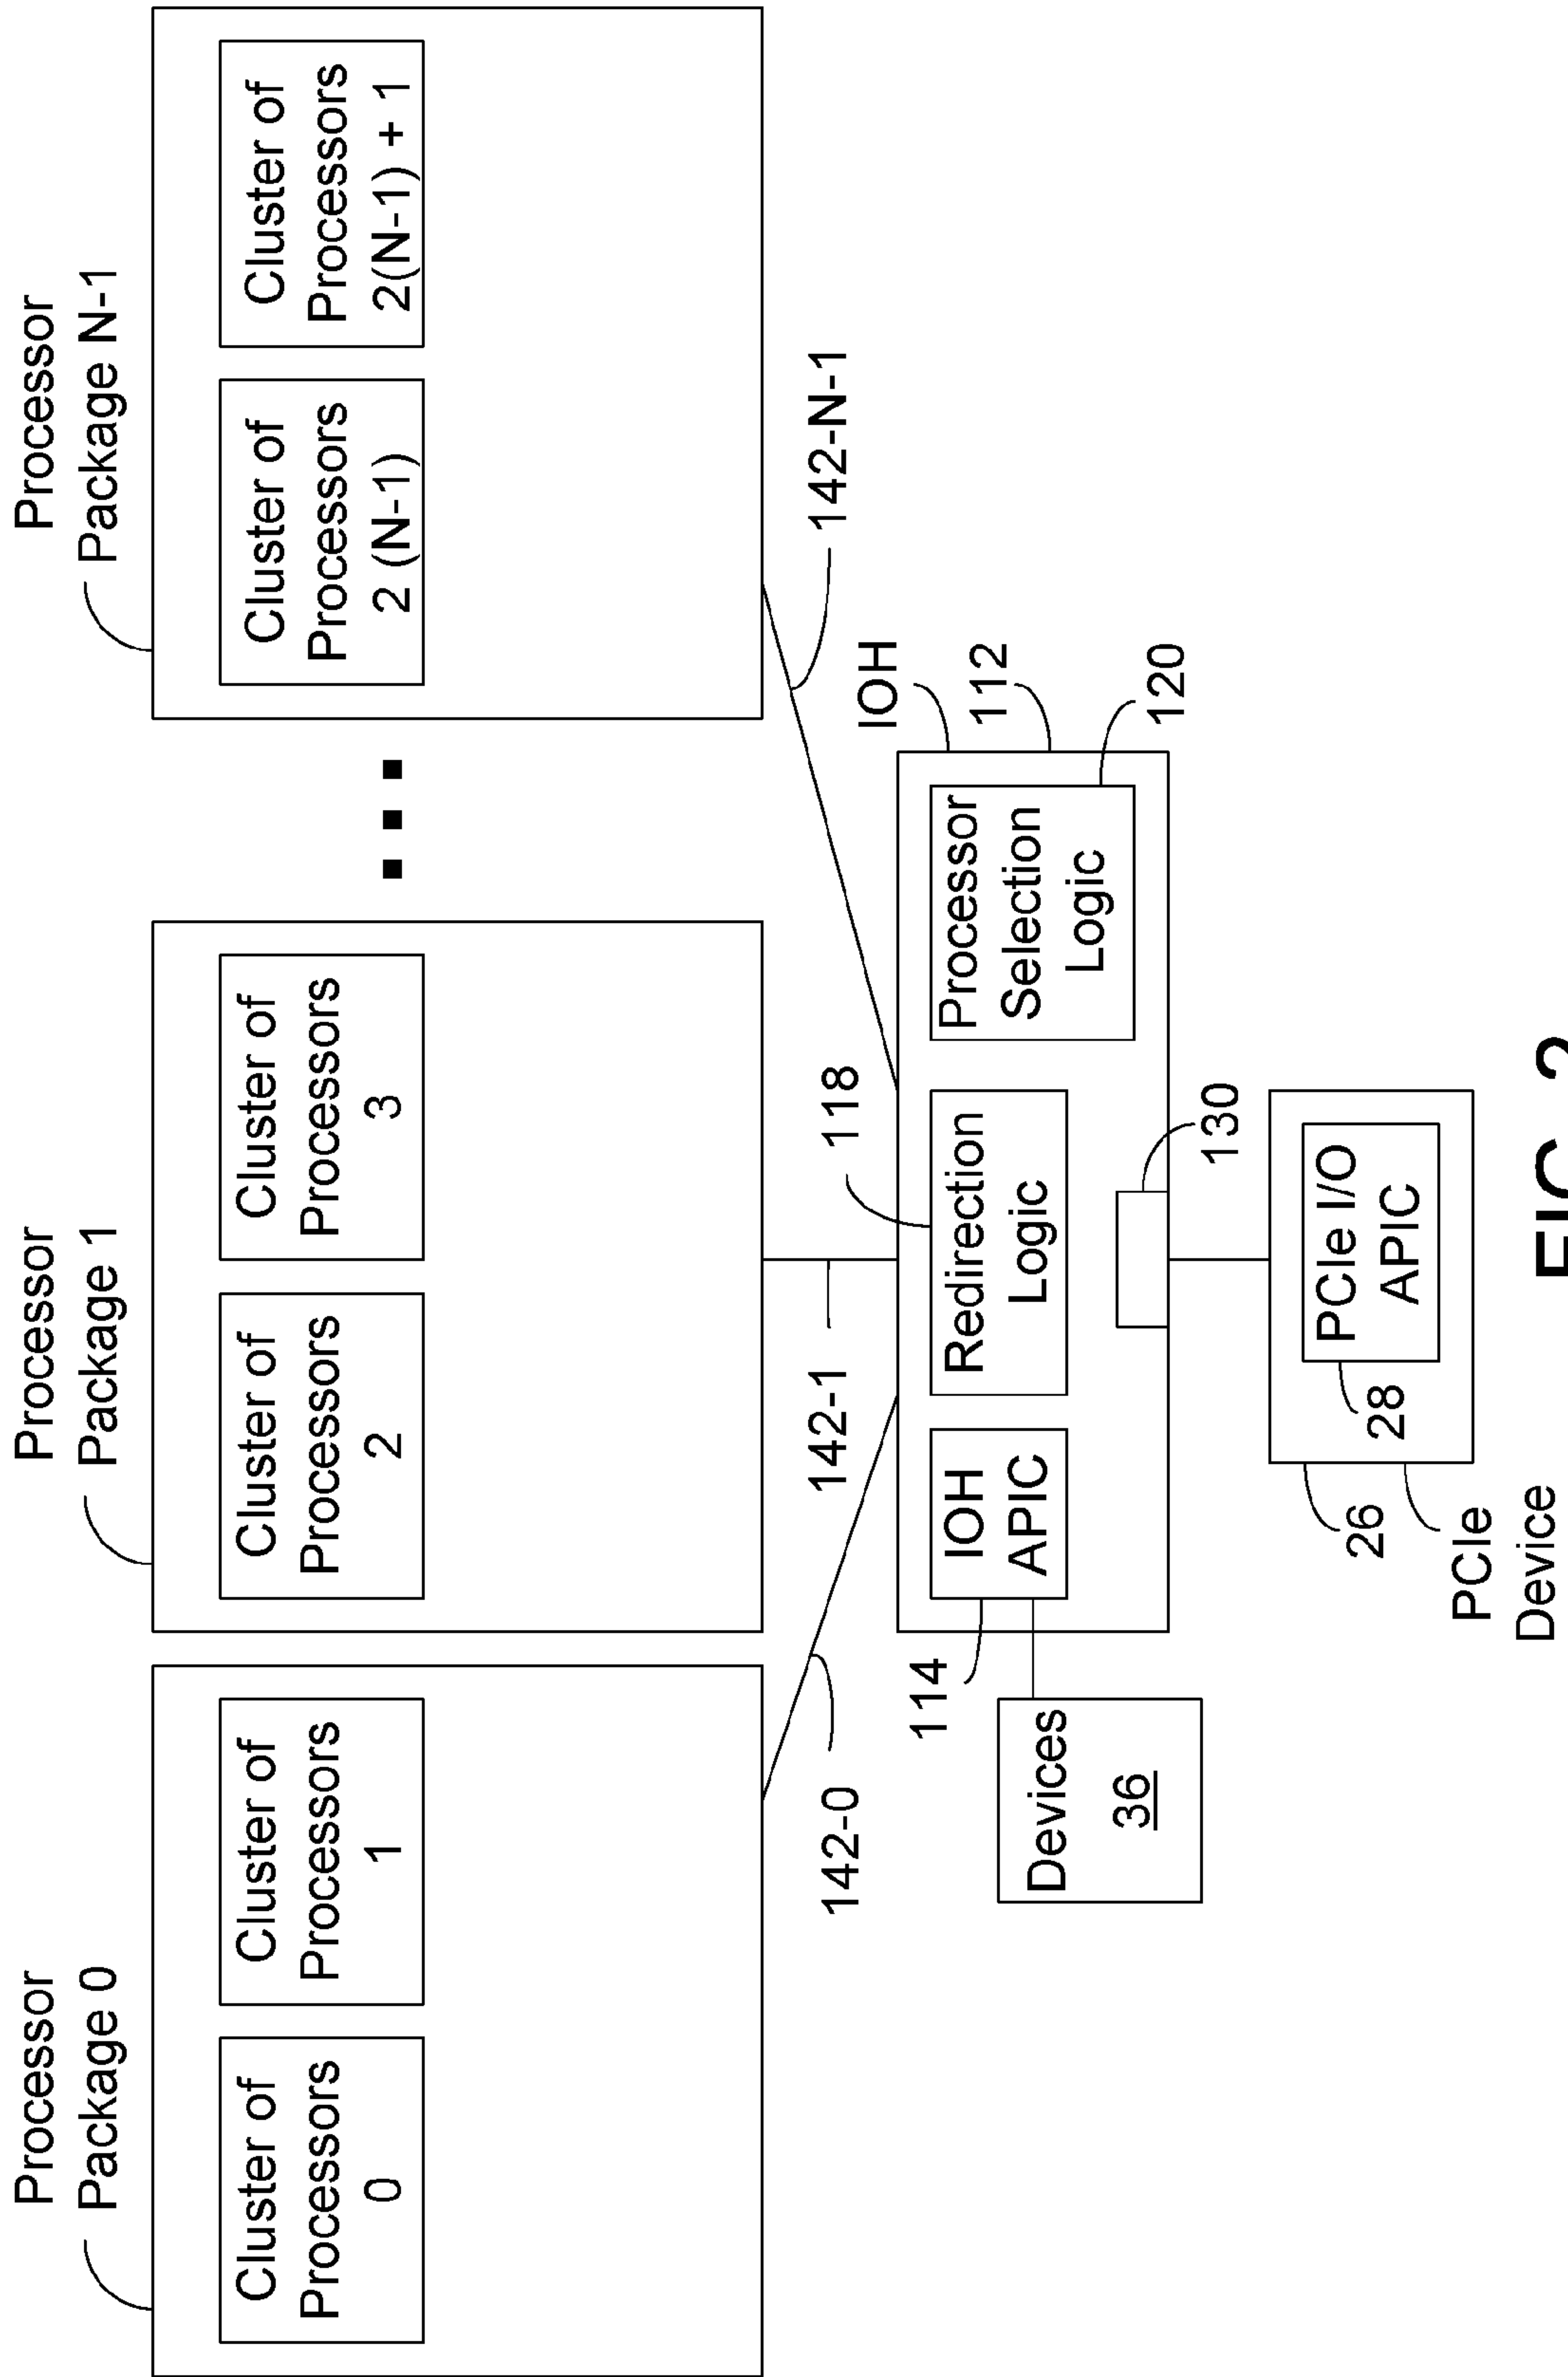 Processor
Package 0
Cluster of
Processors
0
Cluster of
Processors
1
Processor
Package 1
Cluster of
Processors
2
Cluster of
Processors
3
Processor
Package N-1
Cluster of
Processors
2 (N-1)
Cluster of
Processors
2(N-1) + 1
142-0
142-1
118
142-N-1
IOH
112
120
114
IOH
APIC
Redirection
Logic
Processor
Selection
Logic
130
Devices
36
PCIe I/O
APIC
28
26
PCIe
Device